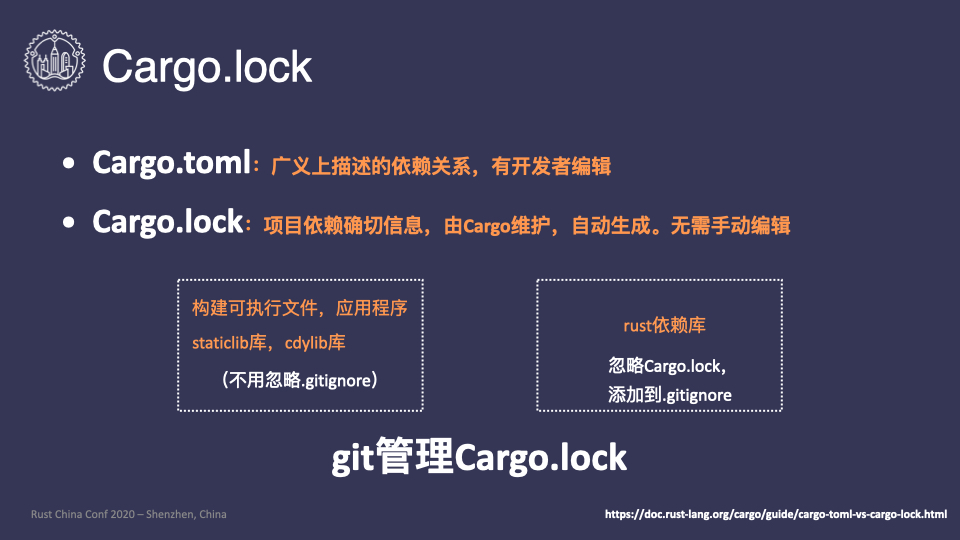 Cargo.lock
• Cargo.toml：广义上描述的依赖关系，有开发者编辑
• Cargo.lock：项目依赖确切信息，由Cargo维护，自动生成。无需手动编辑
构建可执行文件，应用程序
staticlib库，cdylib库
（不用忽略.gitignore）
rust依赖库
忽略Cargo.lock，
添加到.gitignore
git管理Cargo.lock
Rust China Conf 2020 – Shenzhen, China
https://doc.rust-lang.org/cargo/guide/cargo-toml-vs-cargo-lock.html